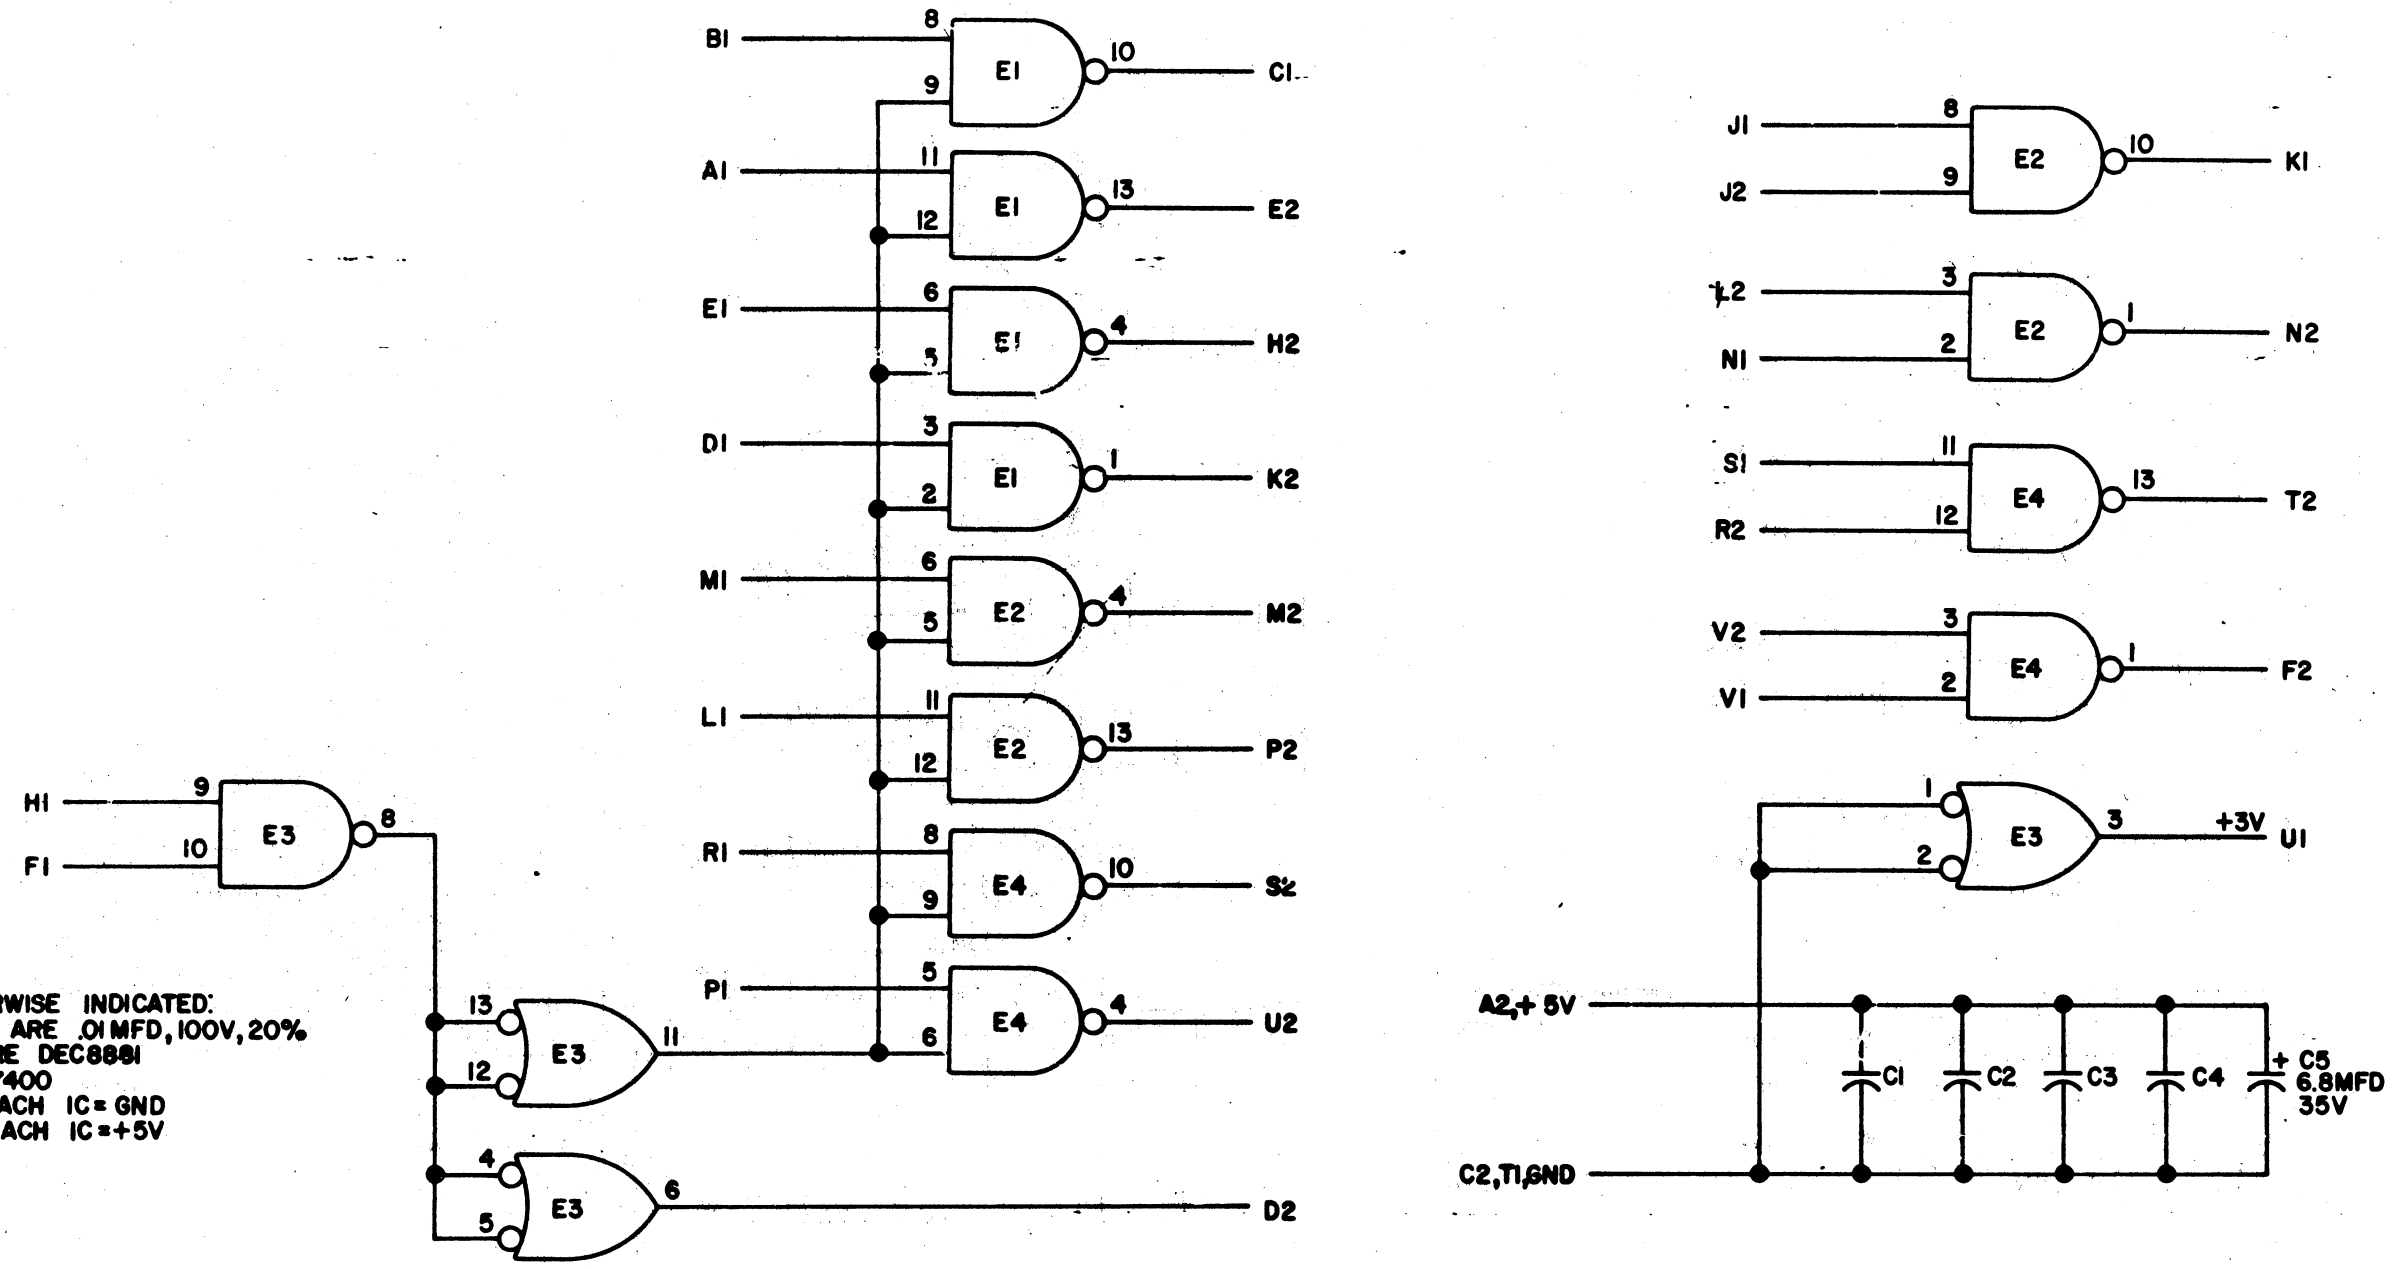 B1 8 9 E1 10 C1
A1 11 12 E1 13 E2
E1 6 5 E1 4 H2
D1 3 2 E1 1 K2
M1 6 5 E2 4 M2
L1 11 12 E2 13 P2
R1 8 9 E4 10 S2
P1 5 6 E4 4 U2
H1 9 F1 10 E3 8
13 12 E3 11
4 5 E3 6 D2
RWISE INDICATED:
ARE .01MFD, 100V, 20%
RE DEC8881
7400
ACH IC = GND
ACH IC = +5V
J1 8 J2 9 E2 10 K1
L2 3 N1 2 E2 1 N2
S1 11 R2 12 E4 13 T2
V2 3 V1 2 E4 1 F2
1 2 E3 3 +3V U1
A2,+ 5V
C1 C2 C3 C4
+ C5
6.8MFD
35V
C2,T1,GND